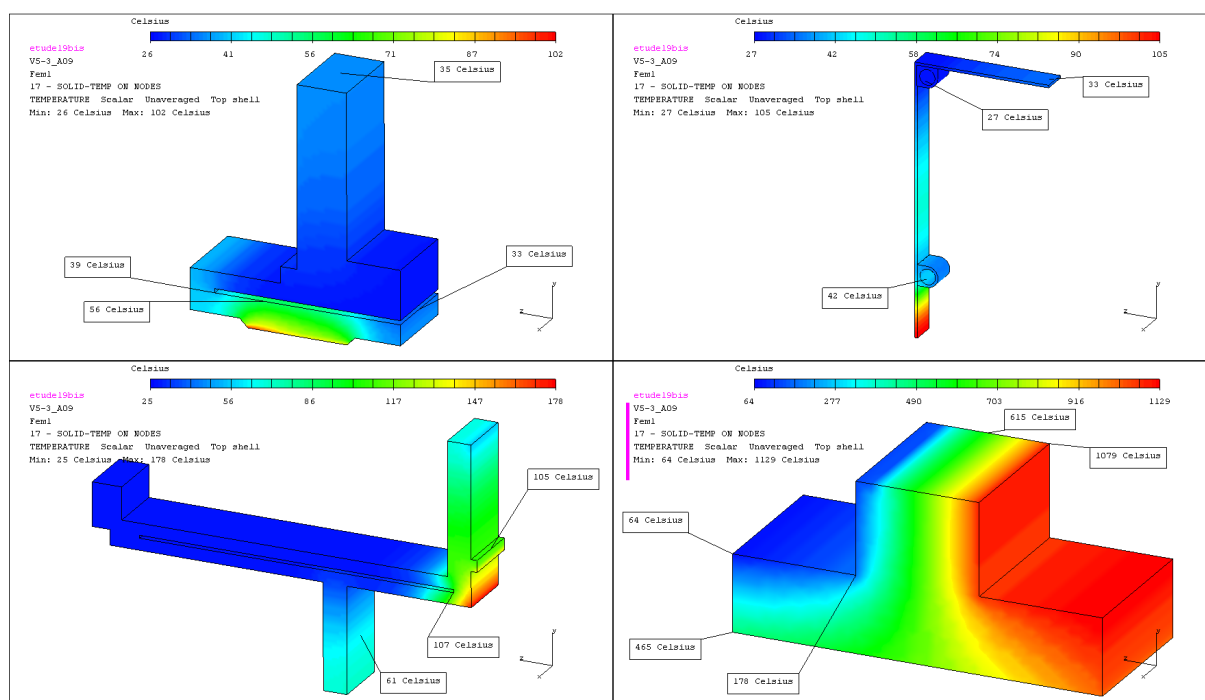 Celsius
26 41 56 71 87 102
etude19bis
V5-3_A09
Fem1
17 - SOLID-TEMP ON NODES
TEMPERATURE Scalar Unaveraged Top shell
Min: 26 Celsius Max: 102 Celsius
35 Celsius
39 Celsius
33 Celsius
56 Celsius
y
z
x
Celsius
27 42 58 74 90 105
etude19bis
V5-3_A09
Fem1
17 - SOLID-TEMP ON NODES
TEMPERATURE Scalar Unaveraged Top shell
Min: 27 Celsius Max: 105 Celsius
33 Celsius
27 Celsius
42 Celsius
y
z
x
Celsius
25 56 86 117 147 178
etude19bis
V5-3_A09
Fem1
17 - SOLID-TEMP ON NODES
TEMPERATURE Scalar Unaveraged Top shell
Min: 25 Celsius Max: 178 Celsius
105 Celsius
107 Celsius
61 Celsius
y
z
x
Celsius
64 277 490 703 916 1129
etude19bis
V5-3_A09
Fem1
17 - SOLID-TEMP ON NODES
TEMPERATURE Scalar Unaveraged Top shell
Min: 64 Celsius Max: 1129 Celsius
615 Celsius
1079 Celsius
64 Celsius
465 Celsius
178 Celsius
y
z
x